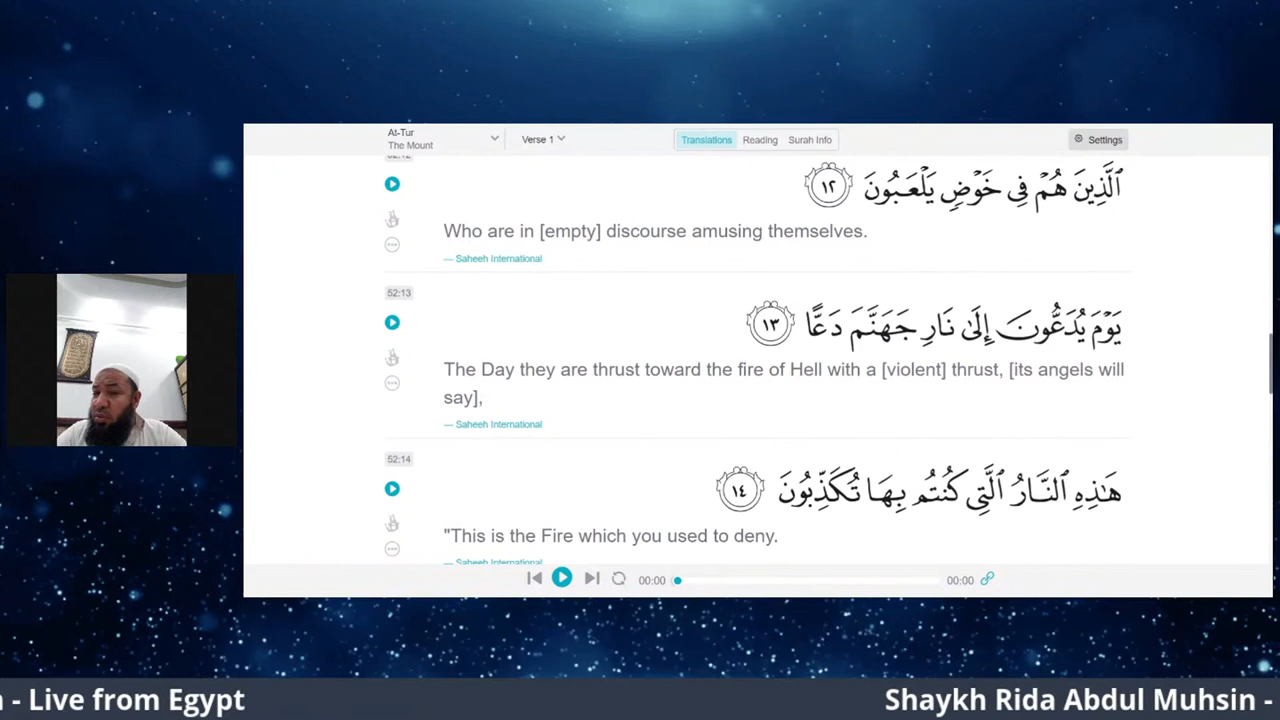 At-Tur
The Mount
Verse 1
Translations
Reading
Surah Info
Settings
52:12
ٱلَّذِينَ هُمْ فِى خَوْضٍ يَلْعَبُونَ ١٢
Who are in [empty] discourse amusing themselves.
— Saheeh International
52:13
يَوْمَ يُدَعُّونَ إِلَىٰ نَارِ جَهَنَّمَ دَعًّا ١٣
The Day they are thrust toward the fire of Hell with a [violent] thrust, [its angels will
say],
— Saheeh International
52:14
هَـٰذِهِ ٱلنَّارُ ٱلَّتِى كُنتُم بِهَا تُكَذِّبُونَ ١٤
"This is the Fire which you used to deny.
— Saheeh International
00:00
00:00
- Live from Egypt
Shaykh Rida Abdul Muhsin -